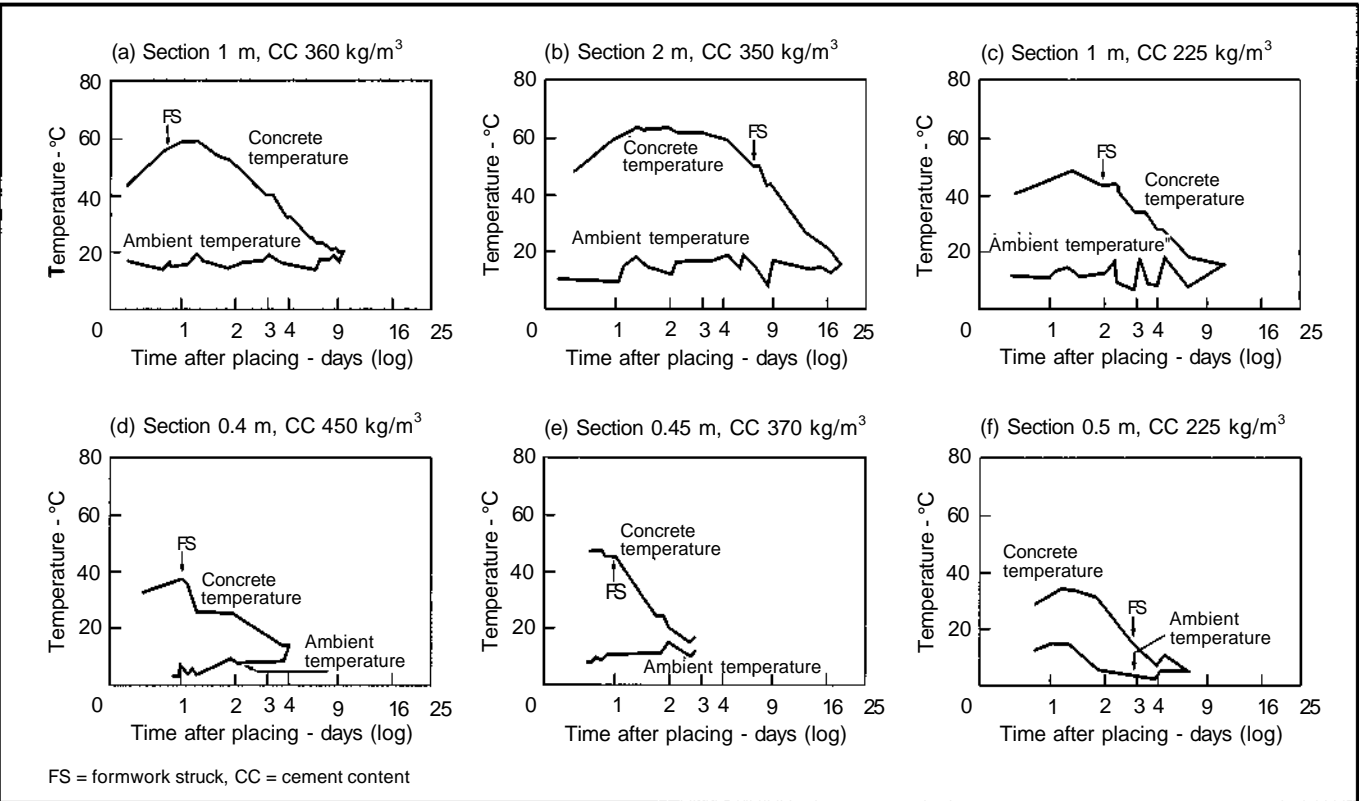 (a) Section 1 m, CC 360 kg/m³
80
60
40
20
0
Temperature - °C
FS
Concrete
temperature
Ambient temperature
1 2 3 4 9 16 25
Time after placing - days (log)
(b) Section 2 m, CC 350 kg/m³
80
60
40
20
0
Temperature - °C
FS
Concrete
temperature
Ambient temperature
1 2 3 4 9 16 25
Time after placing - days (log)
(c) Section 1 m, CC 225 kg/m³
80
60
40
20
0
Temperature - °C
FS
Concrete
temperature
Ambient temperature"
1 2 3 4 9 16 25
Time after placing - days (log)
(d) Section 0.4 m, CC 450 kg/m³
80
60
40
20
0
Temperature - °C
FS
Concrete
temperature
Ambient
temperature
1 2 3 4 9 16 25
Time after placing - days (log)
(e) Section 0.45 m, CC 370 kg/m³
80
60
40
20
0
Temperature - °C
Concrete
temperature
FS
Ambient temperature
1 2 3 4 9 16 25
Time after placing - days (log)
(f) Section 0.5 m, CC 225 kg/m³
80
60
40
20
0
Temperature - °C
Concrete
temperature
FS
Ambient
temperature
1 2 3 4 9 16 25
Time after placing - days (log)
FS = formwork struck, CC = cement content